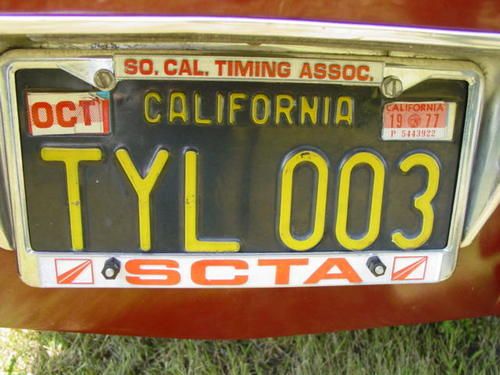 SO. CAL. TIMING ASSOC.
OCT
CALIFORNIA
CALIFORNIA
19 77
P 5443922
TYL 003
SCTA